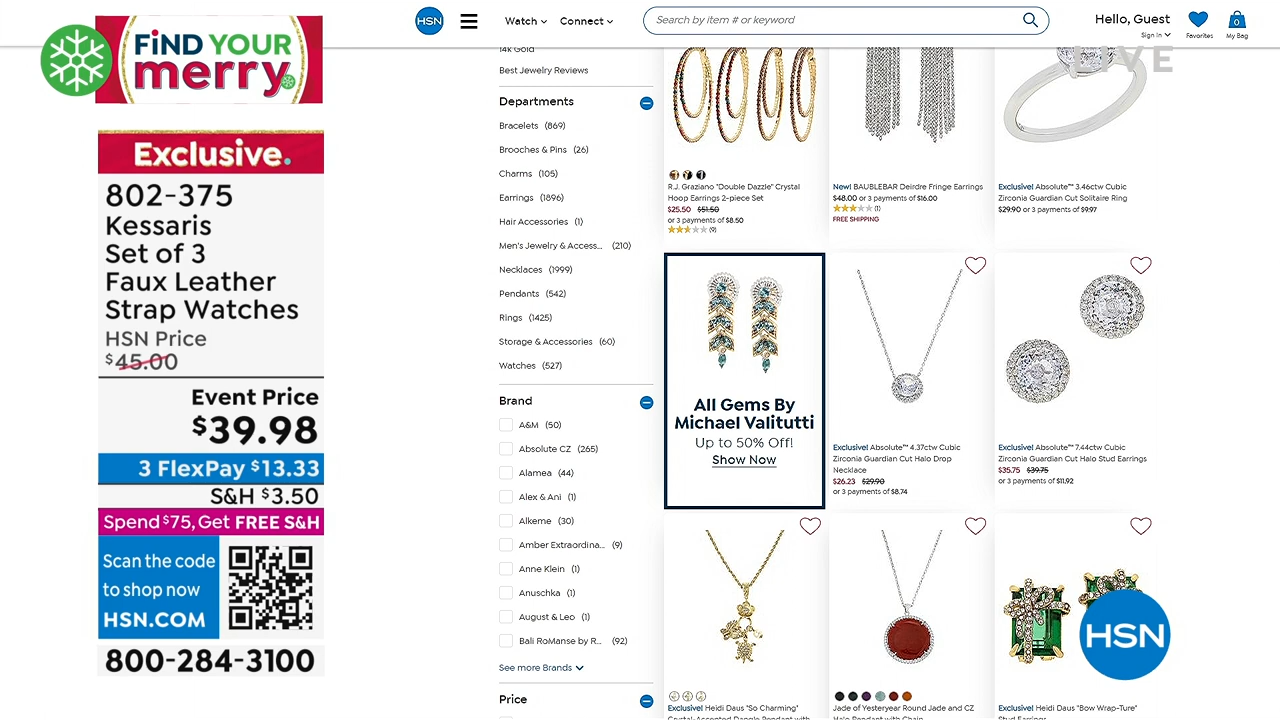 FiND YOUR
merry.
Exclusive.
802-375
Kessaris
Set of 3
Faux Leather
Strap Watches
HSN Price
$45.00
Event Price
$39.98
3 FlexPay $13.33
S&H $3.50
Spend $75, Get FREE S&H
Scan the code
to shop now
HSN.COM
800-284-3100
HSN
Watch
Connect
Search by item # or keyword
Hello, Guest
Sign In
Favorites
0
My Bag
LIVE
14k Gold
Best Jewelry Reviews
Departments
Bracelets (869)
Brooches & Pins (26)
Charms (105)
Earrings (1896)
Hair Accessories (1)
Men's Jewelry & Access... (210)
Necklaces (1999)
Pendants (542)
Rings (1425)
Storage & Accessories (60)
Watches (527)
Brand
A&M (50)
Absolute CZ (265)
Alamea (44)
Alex & Ani (1)
Alkeme (30)
Amber Extraordina... (9)
Anne Klein (1)
Anuschka (1)
August & Leo (1)
Bali RoManse by R... (92)
See more Brands
Price
R.J. Graziano "Double Dazzle" Crystal
Hoop Earrings 2-piece Set
$25.50 $51.50
or 3 payments of $8.50
(9)
New! BAUBLEBAR Deirdre Fringe Earrings
$48.00 or 3 payments of $16.00
(1)
FREE SHIPPING
Exclusive! Absolute™ 3.46ctw Cubic
Zirconia Guardian Cut Solitaire Ring
$29.90 or 3 payments of $9.97
All Gems By
Michael Valitutti
Up to 50% Off!
Show Now
Exclusive! Absolute™ 4.37ctw Cubic
Zirconia Guardian Cut Halo Drop
Necklace
$26.23 $29.90
or 3 payments of $8.74
Exclusive! Absolute™ 7.44ctw Cubic
Zirconia Guardian Cut Halo Stud Earrings
$35.75 $39.75
or 3 payments of $11.92
Exclusive! Heidi Daus "So Charming"
Crystal-Accented Dangle Pendant with
Jade of Yesteryear Round Jade and CZ
Halo Pendant with Chain
Exclusive! Heidi Daus "Bow Wrap-Ture"
Stud Earrings
HSN